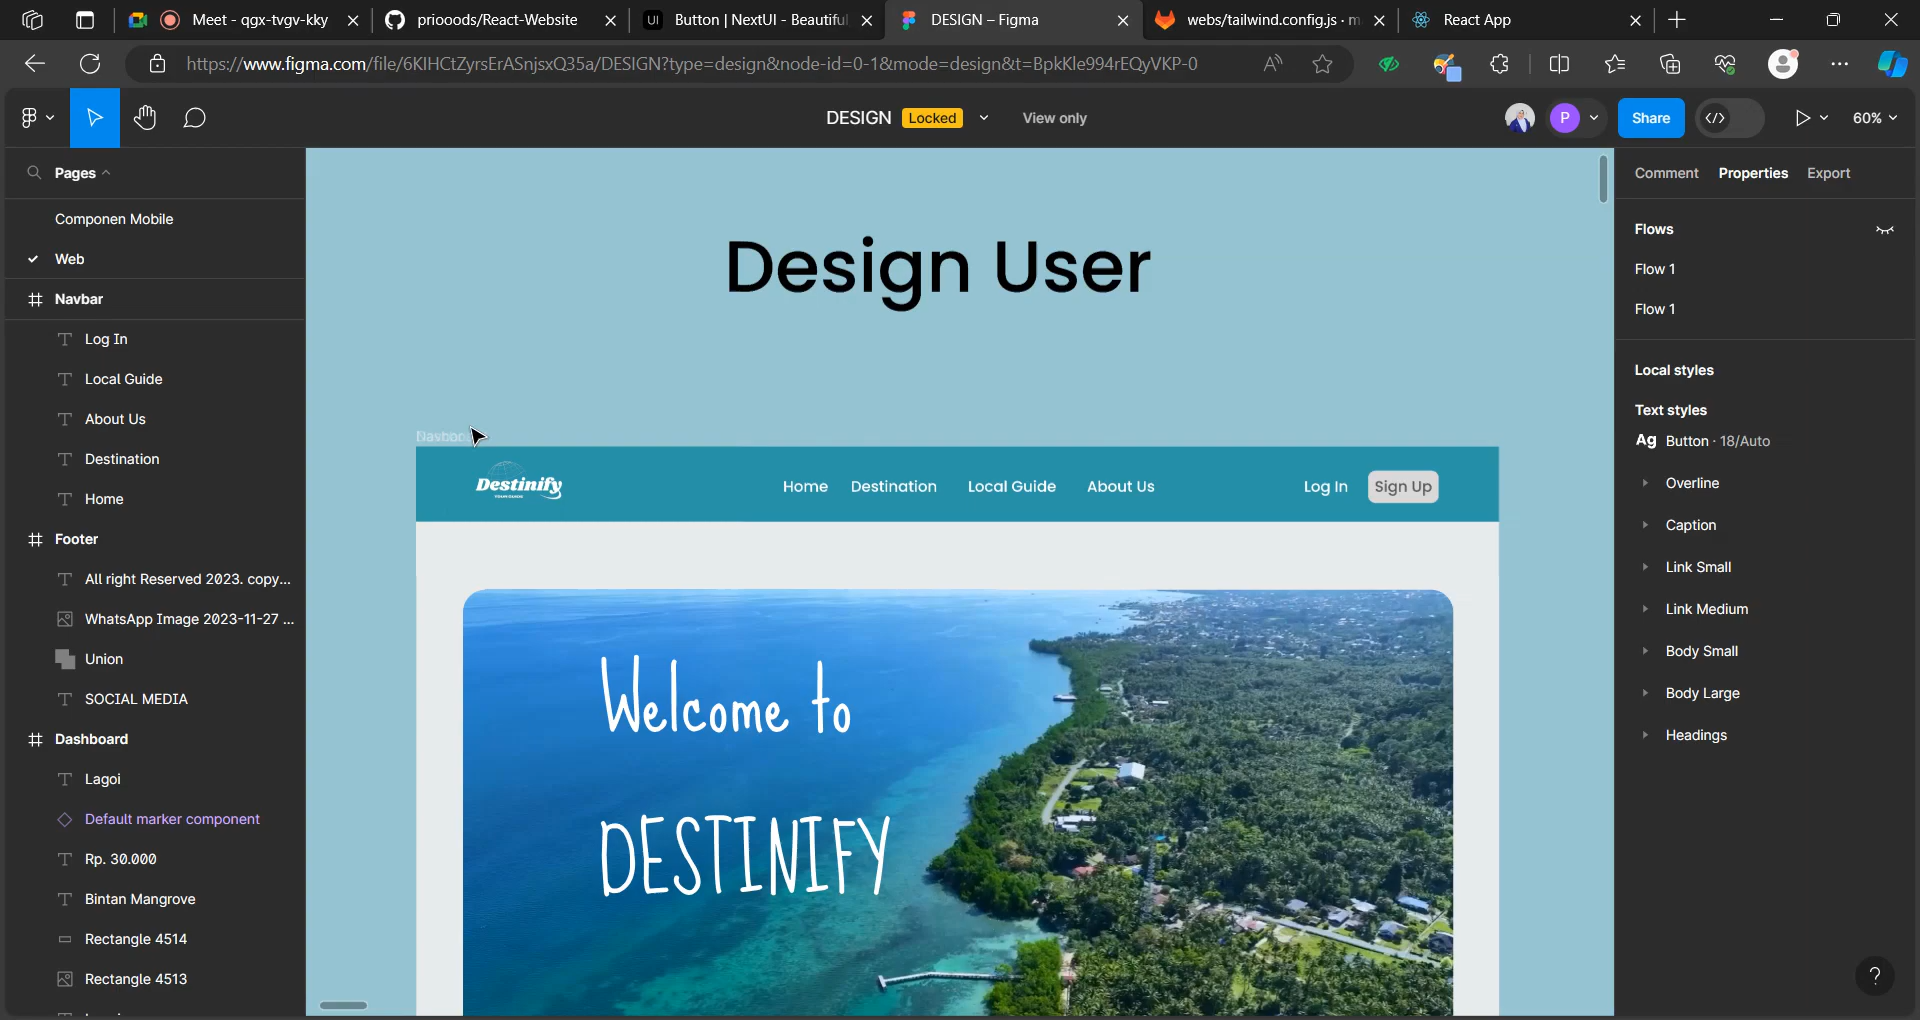 Meet - qgx-tvgv-kky
priooods/React-Website
UI
Button | NextUI - Beautiful
DESIGN – Figma
webs/tailwind.config.js · m
React App
https://www.figma.com/file/6KIHCtZyrsErASnjsxQ35a/DESIGN?type=design&node-id=0-1&mode=design&t=BpkKle994rEQyVKP-0
DESIGN
Locked
View only
P
Share
60%
Pages
Componen Mobile
Web
Navbar
Log In
Local Guide
About Us
Destination
Home
Footer
All right Reserved 2023. copy...
WhatsApp Image 2023-11-27 ...
Union
SOCIAL MEDIA
Dashboard
Lagoi
Default marker component
Rp. 30.000
Bintan Mangrove
Rectangle 4514
Rectangle 4513
Design User
Destinify
Home
Destination
Local Guide
About Us
Log In
Sign Up
Welcome to
DESTINIFY
Comment
Properties
Export
Flows
Flow 1
Flow 1
Local styles
Text styles
Ag Button · 18/Auto
Overline
Caption
Link Small
Link Medium
Body Small
Body Large
Headings
?